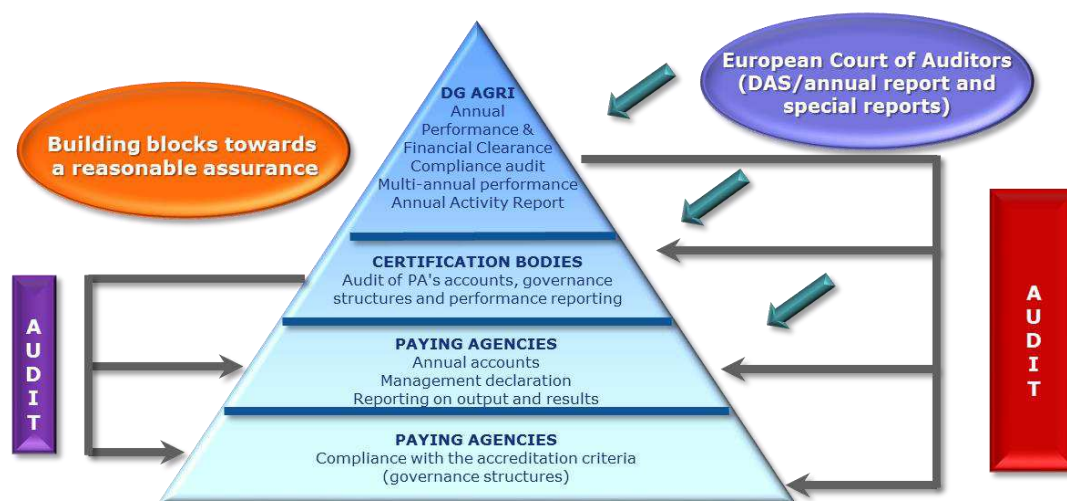 European Court of Auditors
(DAS/annual report and
special reports)
Building blocks towards
a reasonable assurance
DG AGRI
Annual
Performance &
Financial Clearance
Compliance audit
Multi-annual performance
Annual Activity Report
CERTIFICATION BODIES
Audit of PA's accounts, governance
structures and performance reporting
PAYING AGENCIES
Annual accounts
Management declaration
Reporting on output and results
PAYING AGENCIES
Compliance with the accreditation criteria
(governance structures)
A
U
D
I
T
A
U
D
I
T